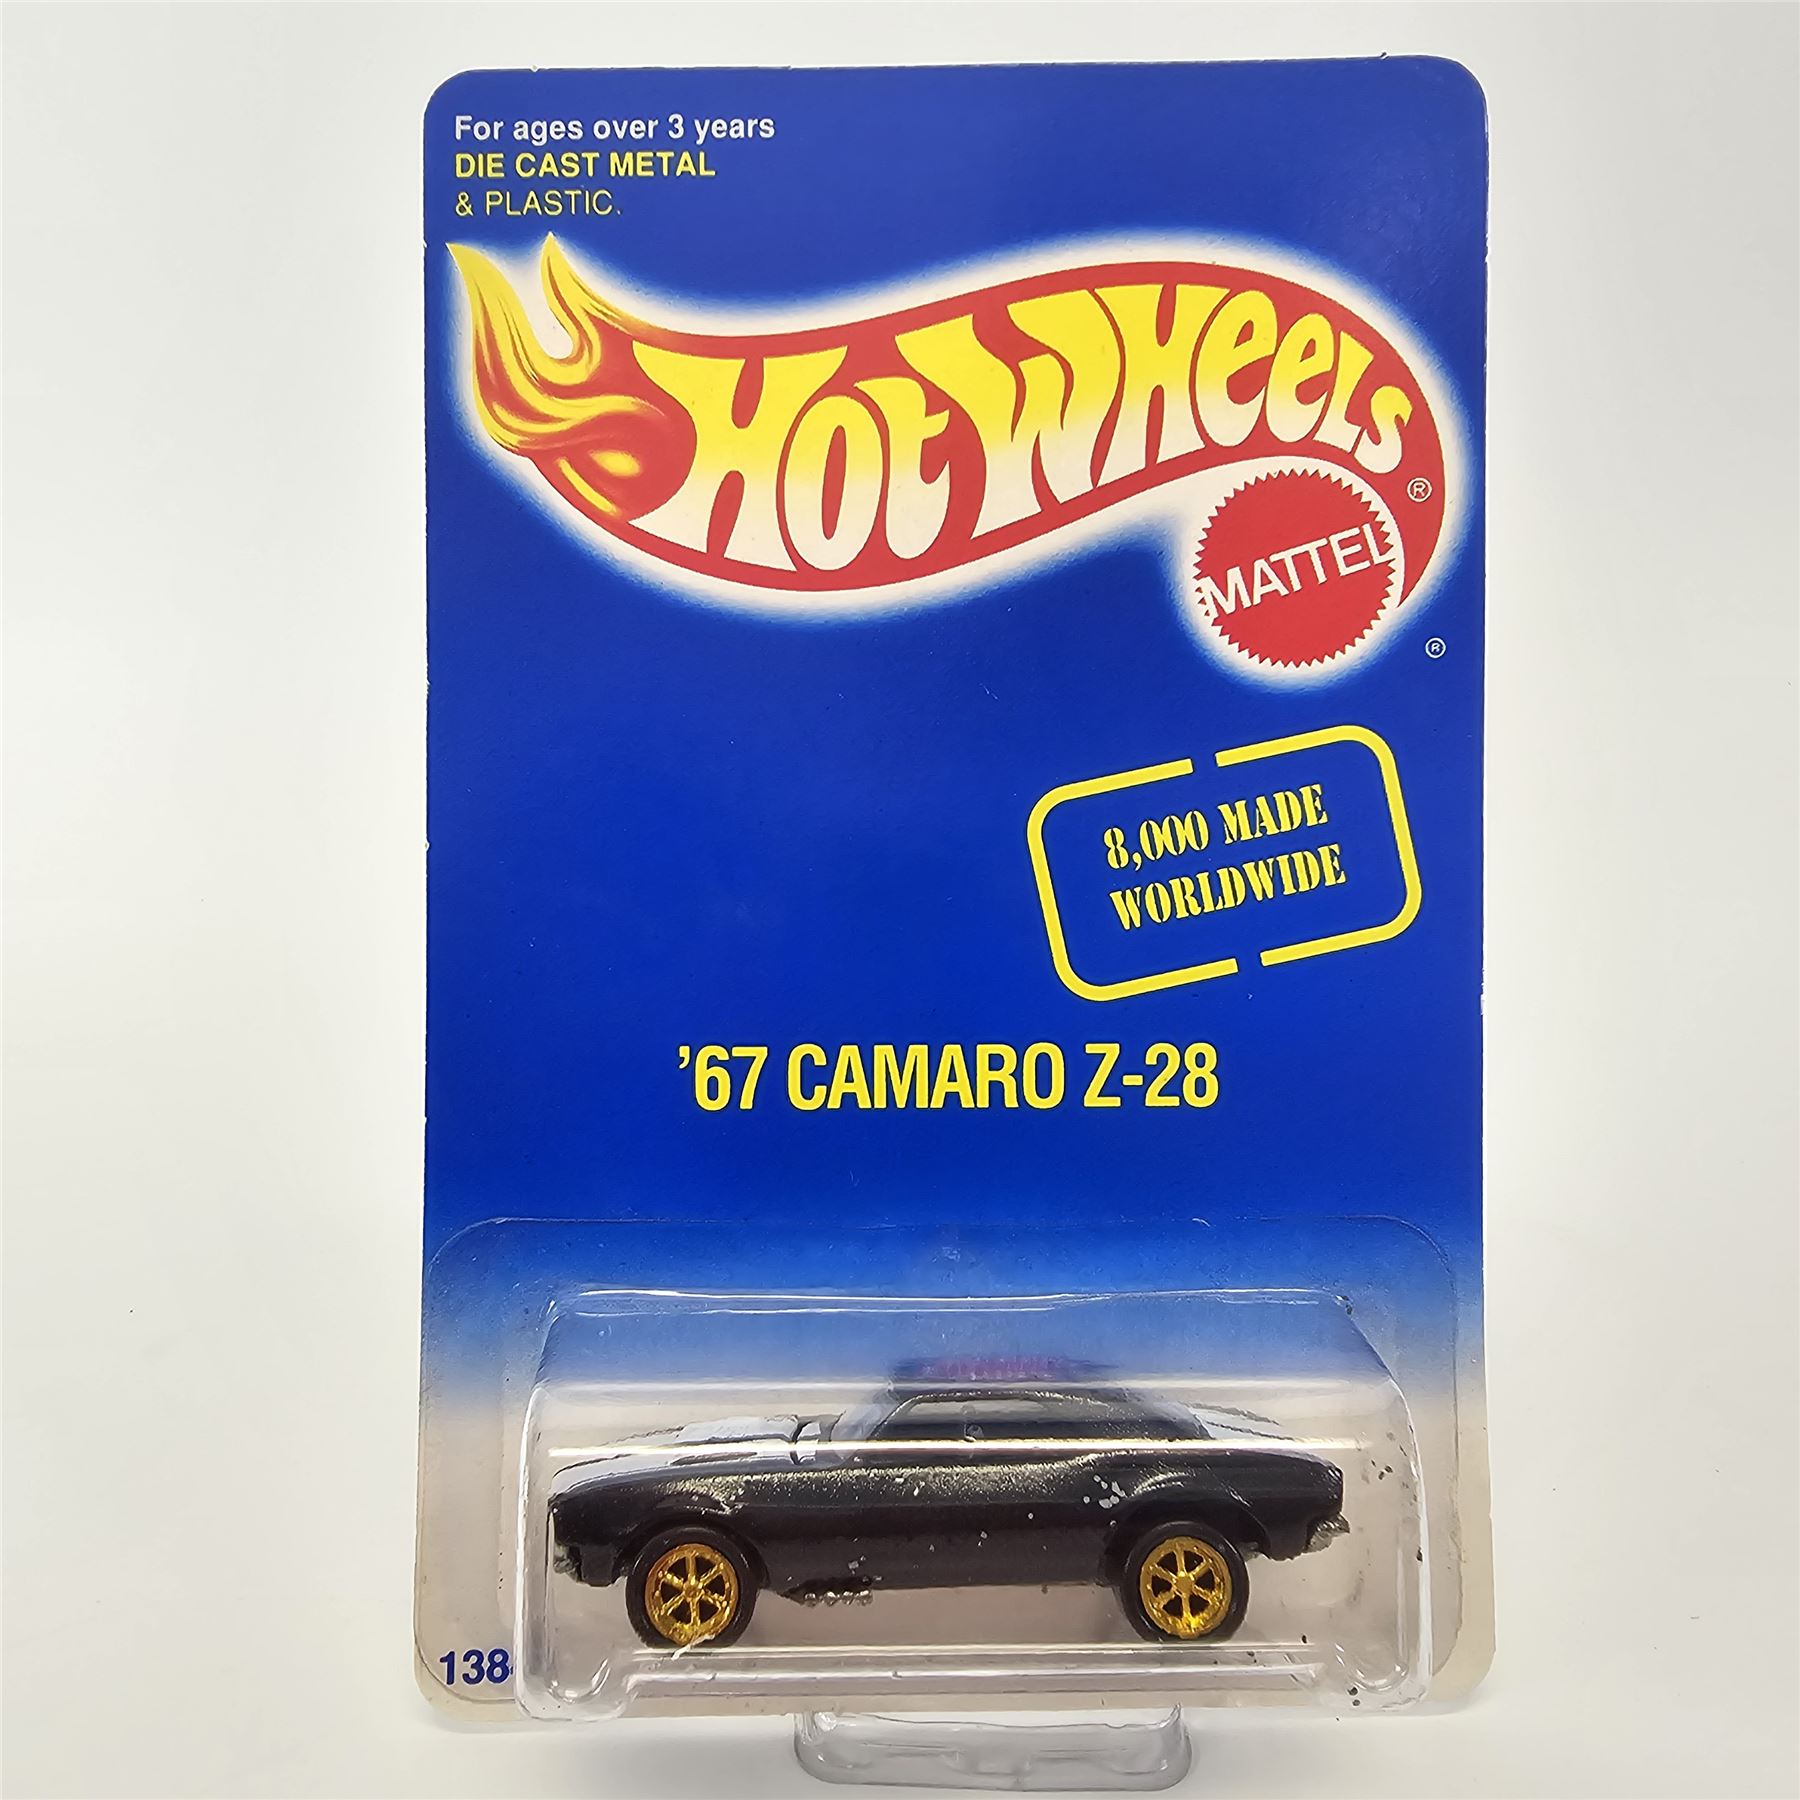 For ages over 3 years
DIE CAST METAL
& PLASTIC.
Hot Wheels ®
MATTEL
®
8,000 MADE
WORLDWIDE
'67 CAMARO Z-28
138